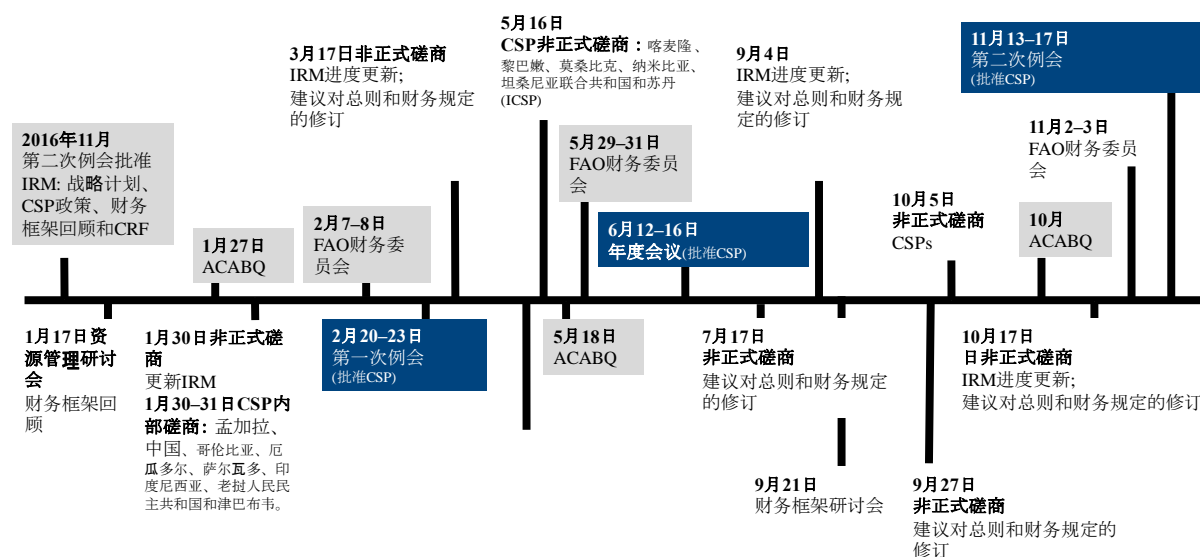 2016年11月
第二次例会批准
IRM: 战略计划、
CSP政策、财务
框架回顾和CRF
1月27日
ACABQ
2月7–8日
FAO财务委
员会
3月17日非正式磋商
IRM进度更新;
建议对总则和财务规定
的修订
5月16日
CSP非正式磋商：喀麦隆、
黎巴嫩、莫桑比克、纳米比亚、
坦桑尼亚联合共和国和苏丹
(ICSP)
5月29–31日
FAO财务委员
会
6月12–16日
年度会议(批准CSP)
9月4日
IRM进度更新;
建议对总则和财务规
定的修订
10月5日
非正式磋商
CSPs
10月
ACABQ
11月2–3日
FAO财务委员
会
11月13–17日
第二次例会
(批准CSP)
1月17日资
源管理研讨
会
财务框架回
顾
1月30日非正式磋
商
更新IRM
1月30–31日CSP内
部磋商：孟加拉、
中国、哥伦比亚、厄
瓜多尔、萨尔瓦多、印
度尼西亚、老挝人民民
主共和国和津巴布韦。
2月20–23日
第一次例会
(批准CSP)
5月18日
ACABQ
7月17日
非正式磋商
建议对总则和财务规定
的修订
9月21日
财务框架研讨会
9月27日
非正式磋商
建议对总则和财务规定的
修订
10月17日
日非正式磋商
IRM进度更新;
建议对总则和财务规定的修订